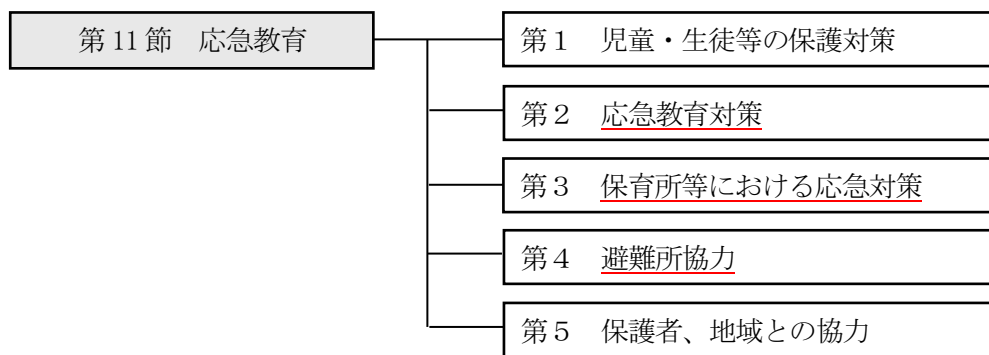 第11節　応急教育
第１　児童・生徒等の保護対策
第２　応急教育対策
第３　保育所等における応急対策
第４　避難所協力
第５　保護者、地域との協力